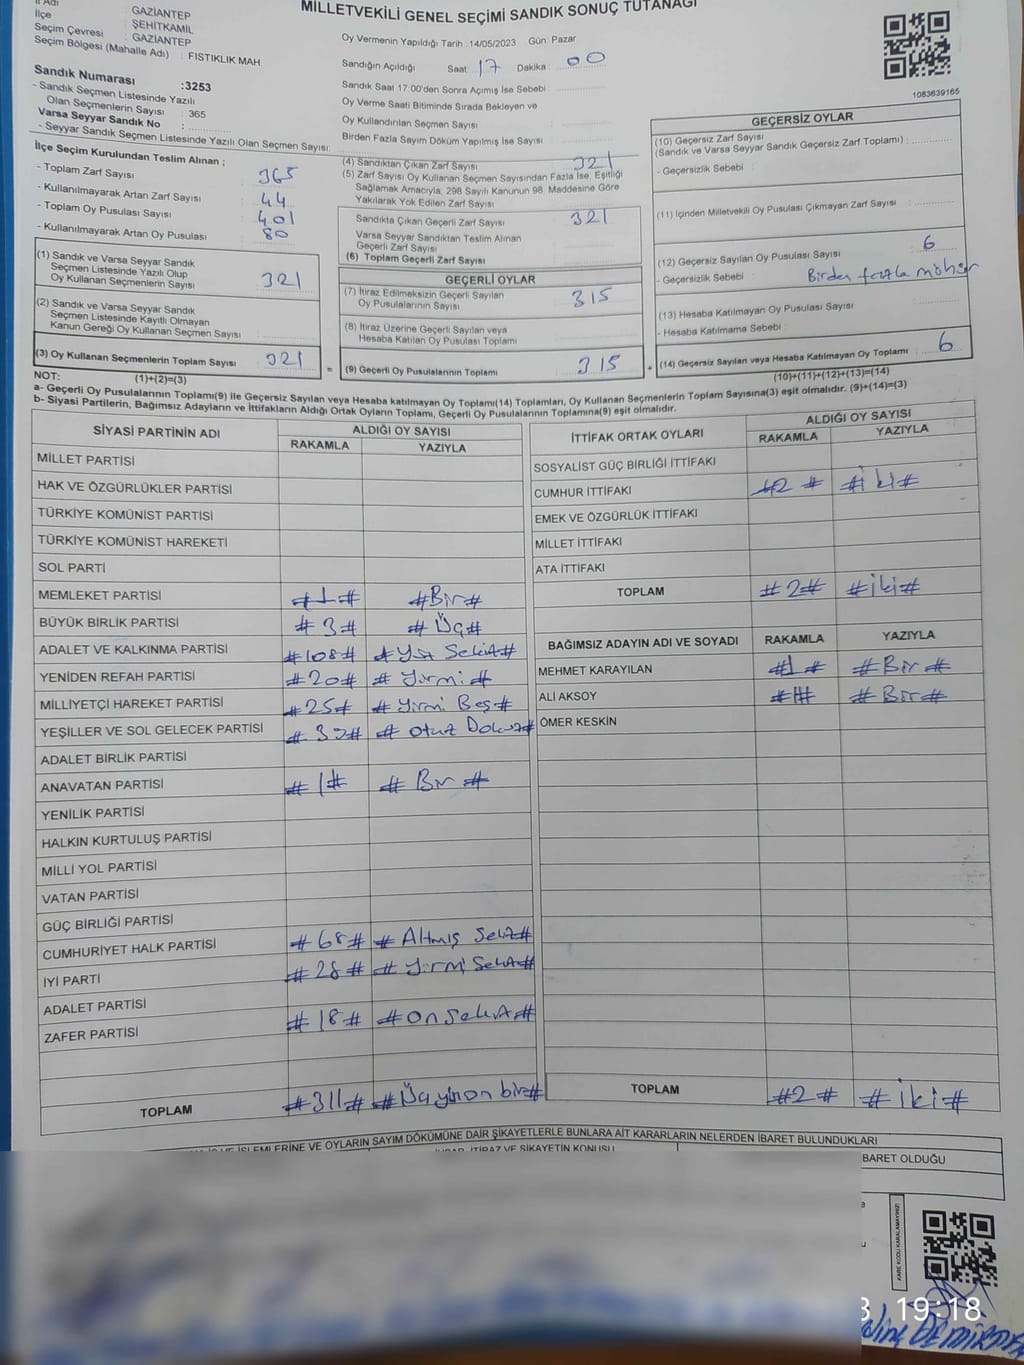 MİLLETVEKİLİ GENEL SEÇİMİ SANDIK SONUÇ TUTANAĞI
İl Adı GAZİANTEP
İlçe ŞEHİTKAMİL
Seçim Çevresi : GAZİANTEP
Seçim Bölgesi (Mahalle Adı) : FISTIKLIK MAH.
Sandık Numarası :3253
- Sandık Seçmen Listesinde Yazılı
Olan Seçmenlerin Sayısı : 365
Varsa Seyyar Sandık No :
- Seyyar Sandık Seçmen Listesinde Yazılı Olan Seçmen Sayısı:
Oy Vermenin Yapıldığı Tarih :14/05/2023 Gün: Pazar
Sandığın Açıldığı Saat: 17 Dakika : 00
Sandık Saat 17.00'den Sonra Açımış İse Sebebi :
Oy Verme Saati Bitiminde Sırada Bekleyen ve
Oy Kullandırılan Seçmen Sayısı :
Birden Fazla Sayım Döküm Yapılmış İse Sayısı :
1083639165
İlçe Seçim Kurulundan Teslim Alınan ;
- Toplam Zarf Sayısı 365
- Kullanılmayarak Artan Zarf Sayısı : 44
- Toplam Oy Pusulası Sayısı : 401
- Kullanılmayarak Artan Oy Pusulası : 80
(1) Sandık ve Varsa Seyyar Sandık
Seçmen Listesinde Yazılı Olup
Oy Kullanan Seçmenlerin Sayısı : 321
(2) Sandık ve Varsa Seyyar Sandık
Seçmen Listesinde Kayıtlı Olmayan
Kanun Gereği Oy Kullanan Seçmen Sayısı :
(3) Oy Kullanan Seçmenlerin Toplam Sayısı : 321
(1)+(2)=(3)
(4) Sandıktan Çıkan Zarf Sayısı : 321
(5) Zarf Sayısı Oy Kullanan Seçmen Sayısından Fazla İse, Eşitliği
Sağlamak Amacıyla, 298 Sayılı Kanunun 98. Maddesine Göre
Yakılarak Yok Edilen Zarf Sayısı :
Sandıkta Çıkan Geçerli Zarf Sayısı : 321
Varsa Seyyar Sandıktan Teslim Alınan
Geçerli Zarf Sayısı :
(6) Toplam Geçerli Zarf Sayısı :
GEÇERLİ OYLAR
(7) İtiraz Edilmeksizin Geçerli Sayılan
Oy Pusulalarının Sayısı : 315
(8) İtiraz Üzerine Geçerli Sayılan veya
Hesaba Katılan Oy Pusulası Toplamı :
= (9) Geçerli Oy Pusulalarının Toplamı : 315 +
GEÇERSİZ OYLAR
(10) Geçersiz Zarf Sayısı
(Sandık ve Varsa Seyyar Sandık Geçersiz Zarf Toplamı) :
- Geçersizlik Sebebi :
(11) İçinden Milletvekili Oy Pusulası Çıkmayan Zarf Sayısı :
(12) Geçersiz Sayılan Oy Pusulası Sayısı : 6
- Geçersizlik Sebebi : Birden fazla möhür
(13) Hesaba Katılmayan Oy Pusulası Sayısı :
- Hesaba Katılmama Sebebi :
(14) Geçersiz Sayılan veya Hesaba Katılmayan Oy Toplamı : 6
(10)+(11)+(12)+(13)=(14)
NOT:
a- Geçerli Oy Pusulalarının Toplamı(9) ile Geçersiz Sayılan veya Hesaba katılmayan Oy Toplamı(14) Toplamları, Oy Kullanan Seçmenlerin Toplam Sayısına(3) eşit olmalıdır. (9)+(14)=(3)
b- Siyasi Partilerin, Bağımsız Adayların ve İttifakların Aldığı Ortak Oyların Toplamı, Geçerli Oy Pusulalarının Toplamına(9) eşit olmalıdır.
SİYASİ PARTİNİN ADI ALDIĞI OY SAYISI
RAKAMLA YAZIYLA
MİLLET PARTİSİ
HAK VE ÖZGÜRLÜKLER PARTİSİ
TÜRKİYE KOMÜNİST PARTİSİ
TÜRKİYE KOMÜNİST HAREKETİ
SOL PARTİ
MEMLEKET PARTİSİ #1# #Bir#
BÜYÜK BİRLİK PARTİSİ #3# #Üç#
ADALET VE KALKINMA PARTİSİ #108# #Yüz Sekiz#
YENİDEN REFAH PARTİSİ #20# #Yirmi#
MİLLİYETÇİ HAREKET PARTİSİ #25# #Yirmi Beş#
YEŞİLLER VE SOL GELECEK PARTİSİ #39# #Otuz Dokuz#
ADALET BİRLİK PARTİSİ
ANAVATAN PARTİSİ #1# #Bir#
YENİLİK PARTİSİ
HALKIN KURTULUŞ PARTİSİ
MİLLİ YOL PARTİSİ
VATAN PARTİSİ
GÜÇ BİRLİĞİ PARTİSİ
CUMHURİYET HALK PARTİSİ #68# #Altmış Sekiz#
İYİ PARTİ #28# #Yirmi Sekiz#
ADALET PARTİSİ
ZAFER PARTİSİ #18# #On Sekiz#
TOPLAM #311# #Üçyüzon bir#
İTTİFAK ORTAK OYLARI ALDIĞI OY SAYISI
RAKAMLA YAZIYLA
SOSYALİST GÜÇ BİRLİĞİ İTTİFAKI
CUMHUR İTTİFAKI #2# #iki#
EMEK VE ÖZGÜRLÜK İTTİFAKI
MİLLET İTTİFAKI
ATA İTTİFAKI
TOPLAM #2# #iki#
BAĞIMSIZ ADAYIN ADI VE SOYADI RAKAMLA YAZIYLA
MEHMET KARAYILAN #1# #Bir#
ALİ AKSOY #1# #Bir#
ÖMER KESKİN
TOPLAM #2# #iki#
İŞLEMLERİNE VE OYLARIN SAYIM DÖKÜMÜNE DAİR ŞİKAYETLERLE BUNLARA AİT KARARLARIN NELERDEN İBARET BULUNDUKLARI
İTİRAZ VE ŞİKAYETİN KONUSU
BARET OLDUĞU
KARE KODU KARALAMAYINIZ!
19:18
DEMİR